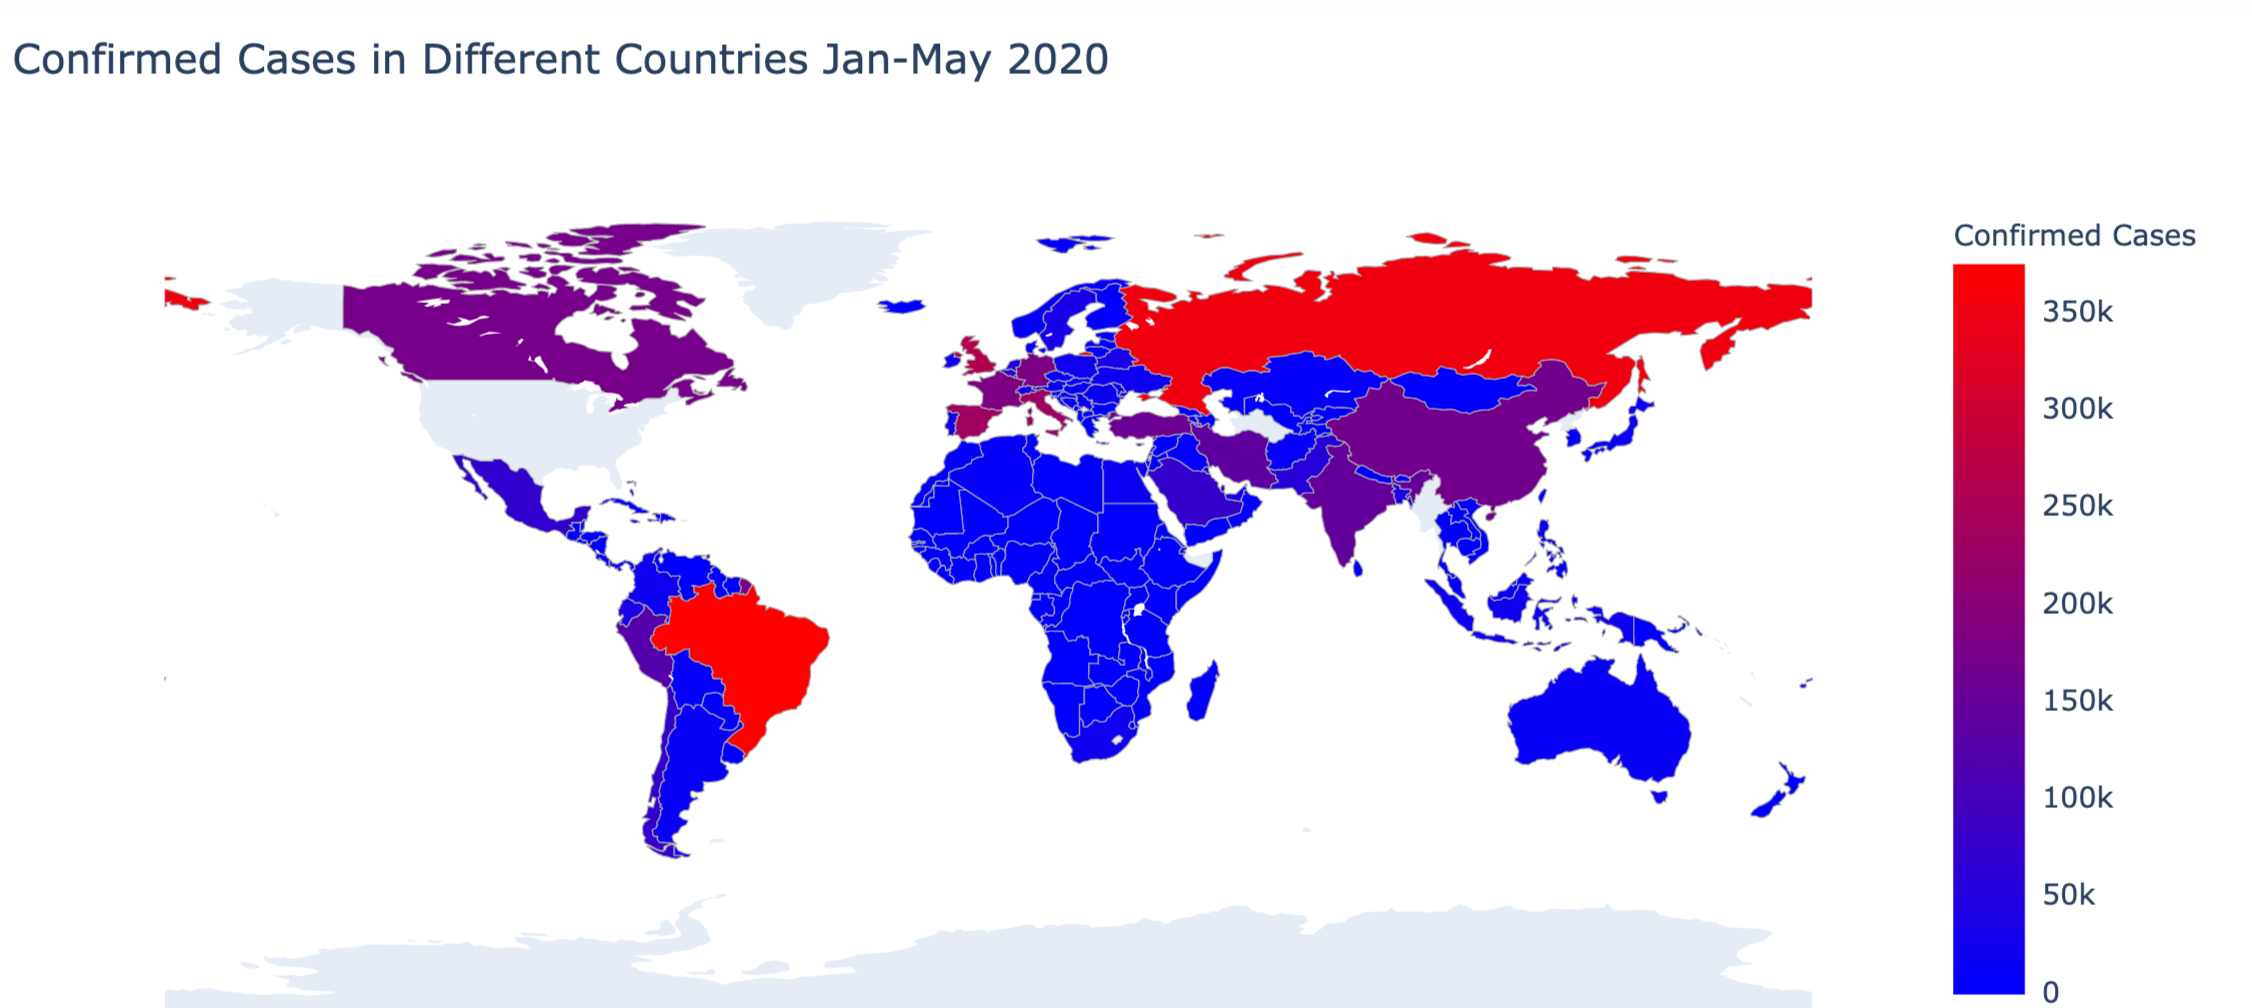 Confirmed Cases in Different Countries Jan-May 2020
Confirmed Cases
350k
300k
250k
200k
150k
100k
50k
0